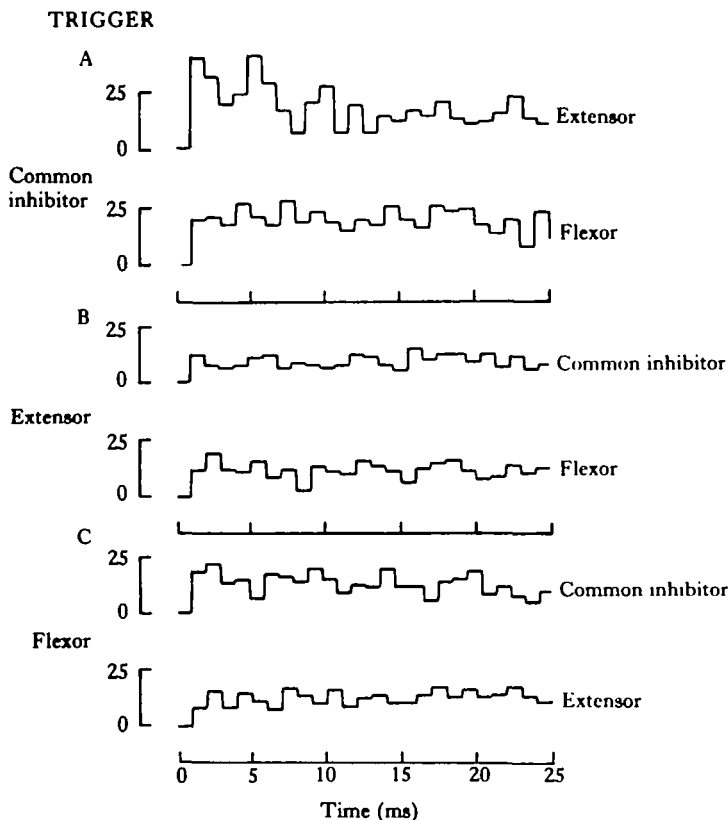 TRIGGER
A
25
0
Extensor
Common
inhibitor
25
0
Flexor
B
25
0
Common inhibitor
Extensor
25
0
Flexor
C
25
0
Common inhibitor
Flexor
25
0
Extensor
0 5 10 15 20 25
Time (ms)